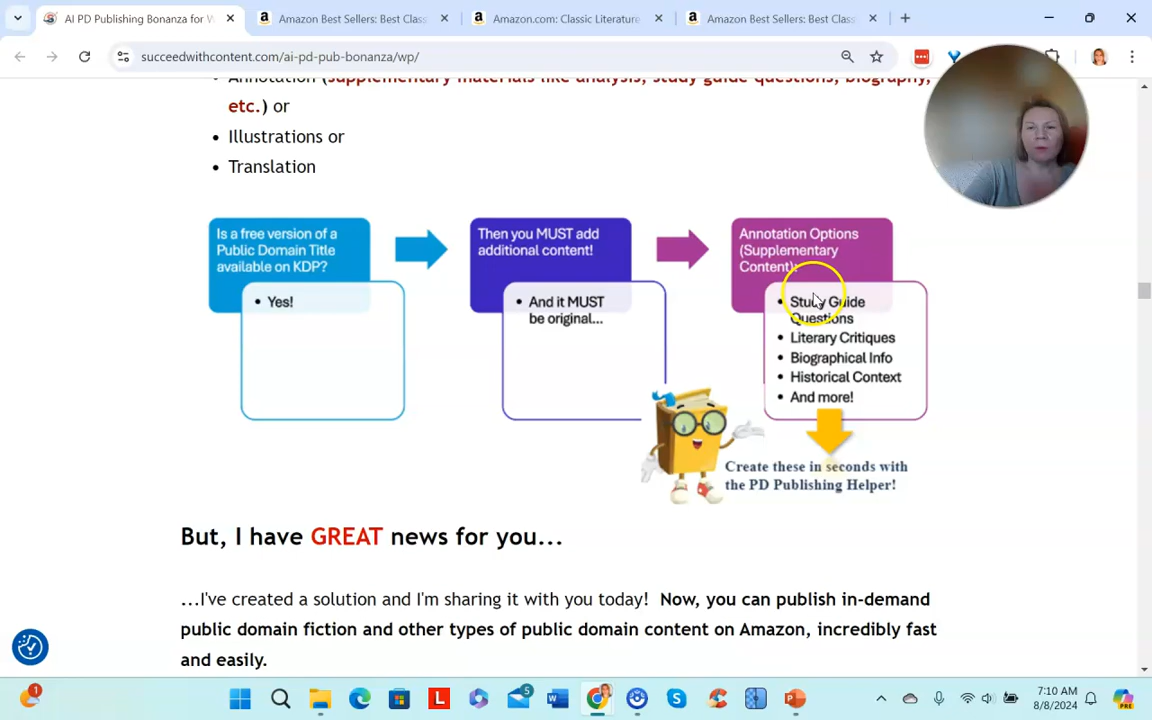 AI PD Publishing Bonanza for W
Amazon Best Sellers: Best Clas
Amazon.com: Classic Literature
Amazon Best Sellers: Best Clas
succeedwithcontent.com/ai-pd-pub-bonanza/wp/
Annotation (supplementary materials like analysis, study guide questions, biography,
etc.) or
Illustrations or
Translation
Is a free version of a
Public Domain Title
available on KDP?
Yes!
Then you MUST add
additional content!
And it MUST
be original...
Annotation Options
(Supplementary
Content):
Study Guide
Questions
Literary Critiques
Biographical Info
Historical Context
And more!
Create these in seconds with
the PD Publishing Helper!
But, I have GREAT news for you...
...I've created a solution and I'm sharing it with you today!  Now, you can publish in-demand
public domain fiction and other types of public domain content on Amazon, incredibly fast
and easily.
1
L
5
W
S
P
PRE
7:10 AM
8/8/2024